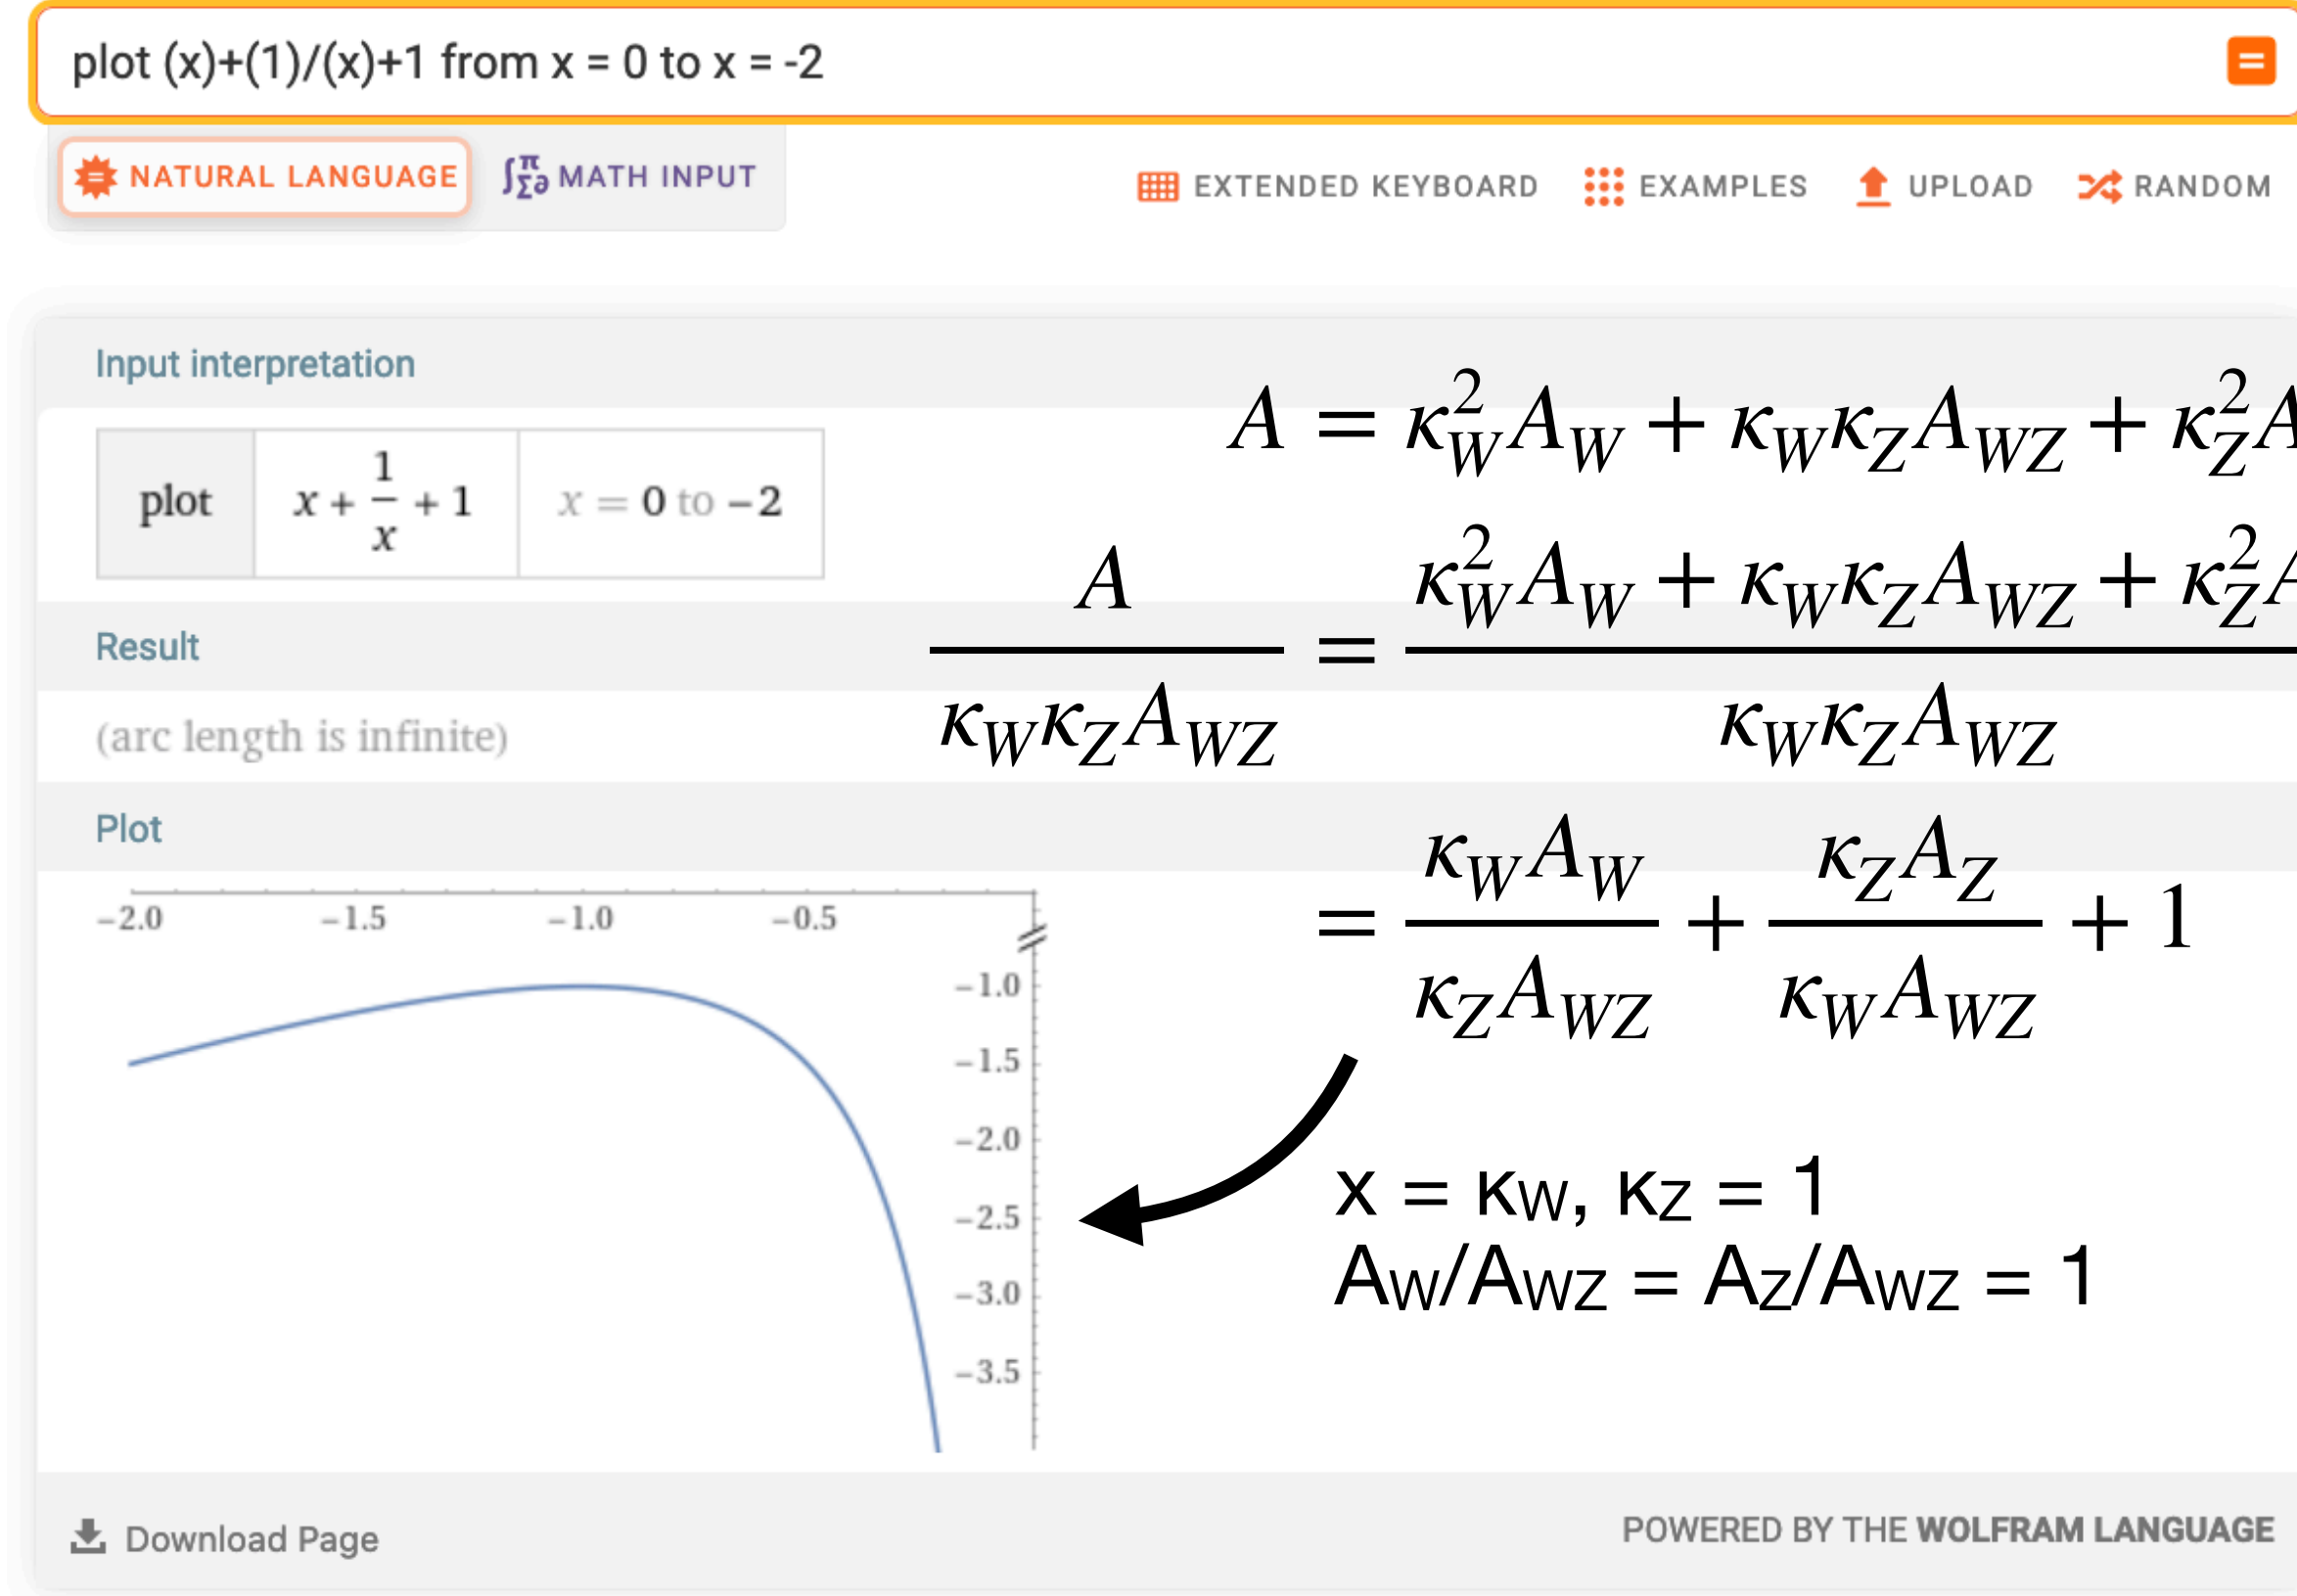 plot (x)+(1)/(x)+1 from x = 0 to x = -2
=
NATURAL LANGUAGE
∫π Σ∂ MATH INPUT
EXTENDED KEYBOARD
EXAMPLES
UPLOAD
RANDOM
Input interpretation
plot x + 1/x + 1 x = 0 to −2
A = κ_W^2 A_W + κ_W κ_Z A_WZ + κ_Z^2 A
A / (κ_W κ_Z A_WZ) = (κ_W^2 A_W + κ_W κ_Z A_WZ + κ_Z^2 A) / (κ_W κ_Z A_WZ)
Result
(arc length is infinite)
Plot
= (κ_W A_W) / (κ_Z A_WZ) + (κ_Z A_Z) / (κ_W A_WZ) + 1
−2.0 −1.5 −1.0 −0.5
−1.0
−1.5
−2.0
−2.5
−3.0
−3.5
x = κW, κZ = 1
AW/AWZ = AZ/AWZ = 1
Download Page
POWERED BY THE WOLFRAM LANGUAGE